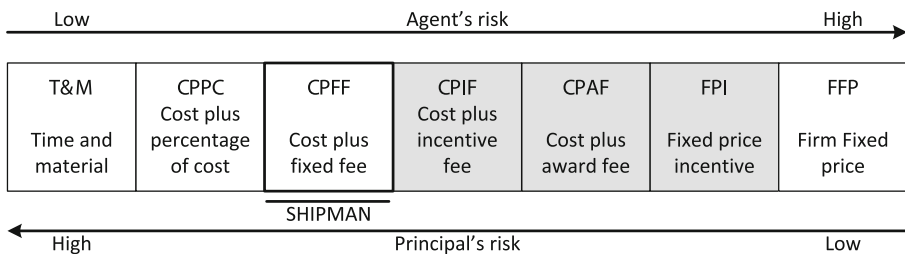 Low Agent's risk High
T&M CPPC CPFF CPIF CPAF FPI FFP
Time and material
Cost plus percentage of cost
Cost plus fixed fee
Cost plus incentive fee
Cost plus award fee
Fixed price incentive
Firm Fixed price
SHIPMAN
High Principal's risk Low